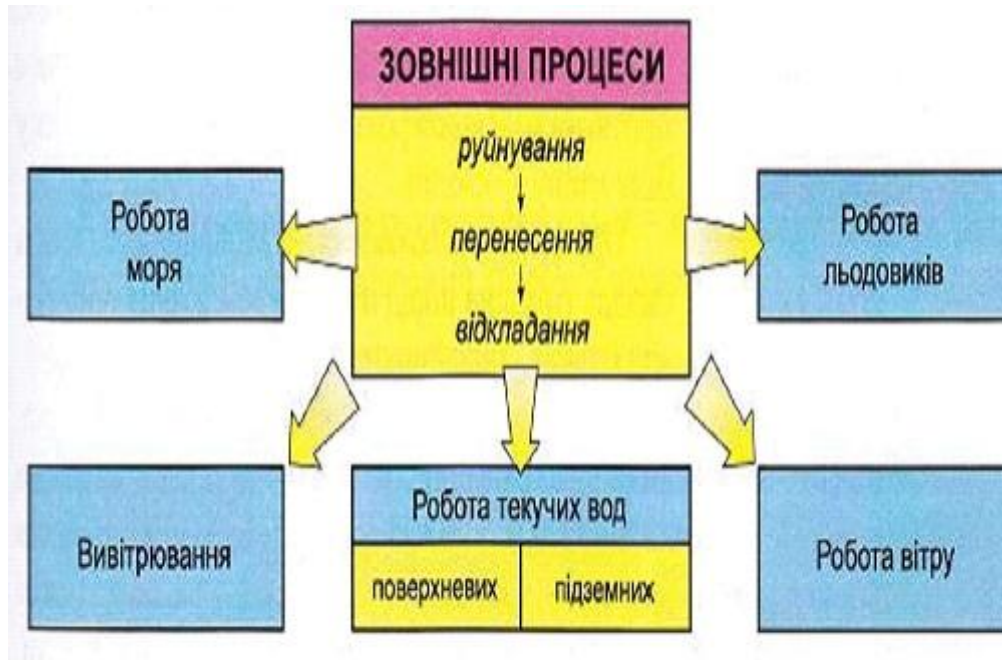 ЗОВНІШНІ ПРОЦЕСИ
руйнування
перенесення
відкладання
Робота
моря
Робота
льодовиків
Вивітрювання
Робота текучих вод
поверхневих
підземних
Робота вітру